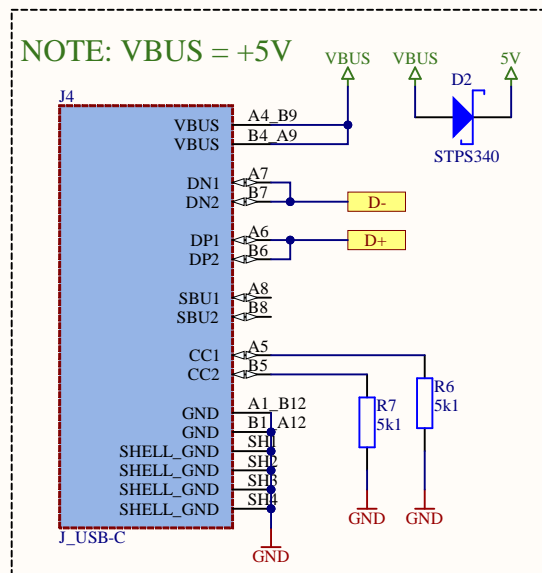 NOTE: VBUS = +5V
VBUS
VBUS
5V
J4
D2
STPS340
VBUS A4_B9
VBUS B4_A9
DN1 A7
DN2 B7
D-
DP1 A6
D+
DP2 B6
SBU1 A8
SBU2 B8
CC1 A5
CC2 B5
R7
5k1
R6
5k1
GND A1_B12
GND B1_A12
SHELL_GND SH1
SHELL_GND SH2
SHELL_GND SH3
SHELL_GND SH4
GND
GND
J_USB-C
GND